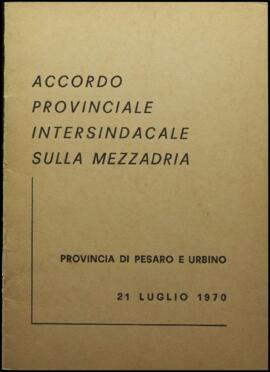 ACCORDO
PROVINCIALE
INTERSINDACALE
SULLA MEZZADRIA
PROVINCIA DI PESARO E URBINO
21 LUGLIO 1970